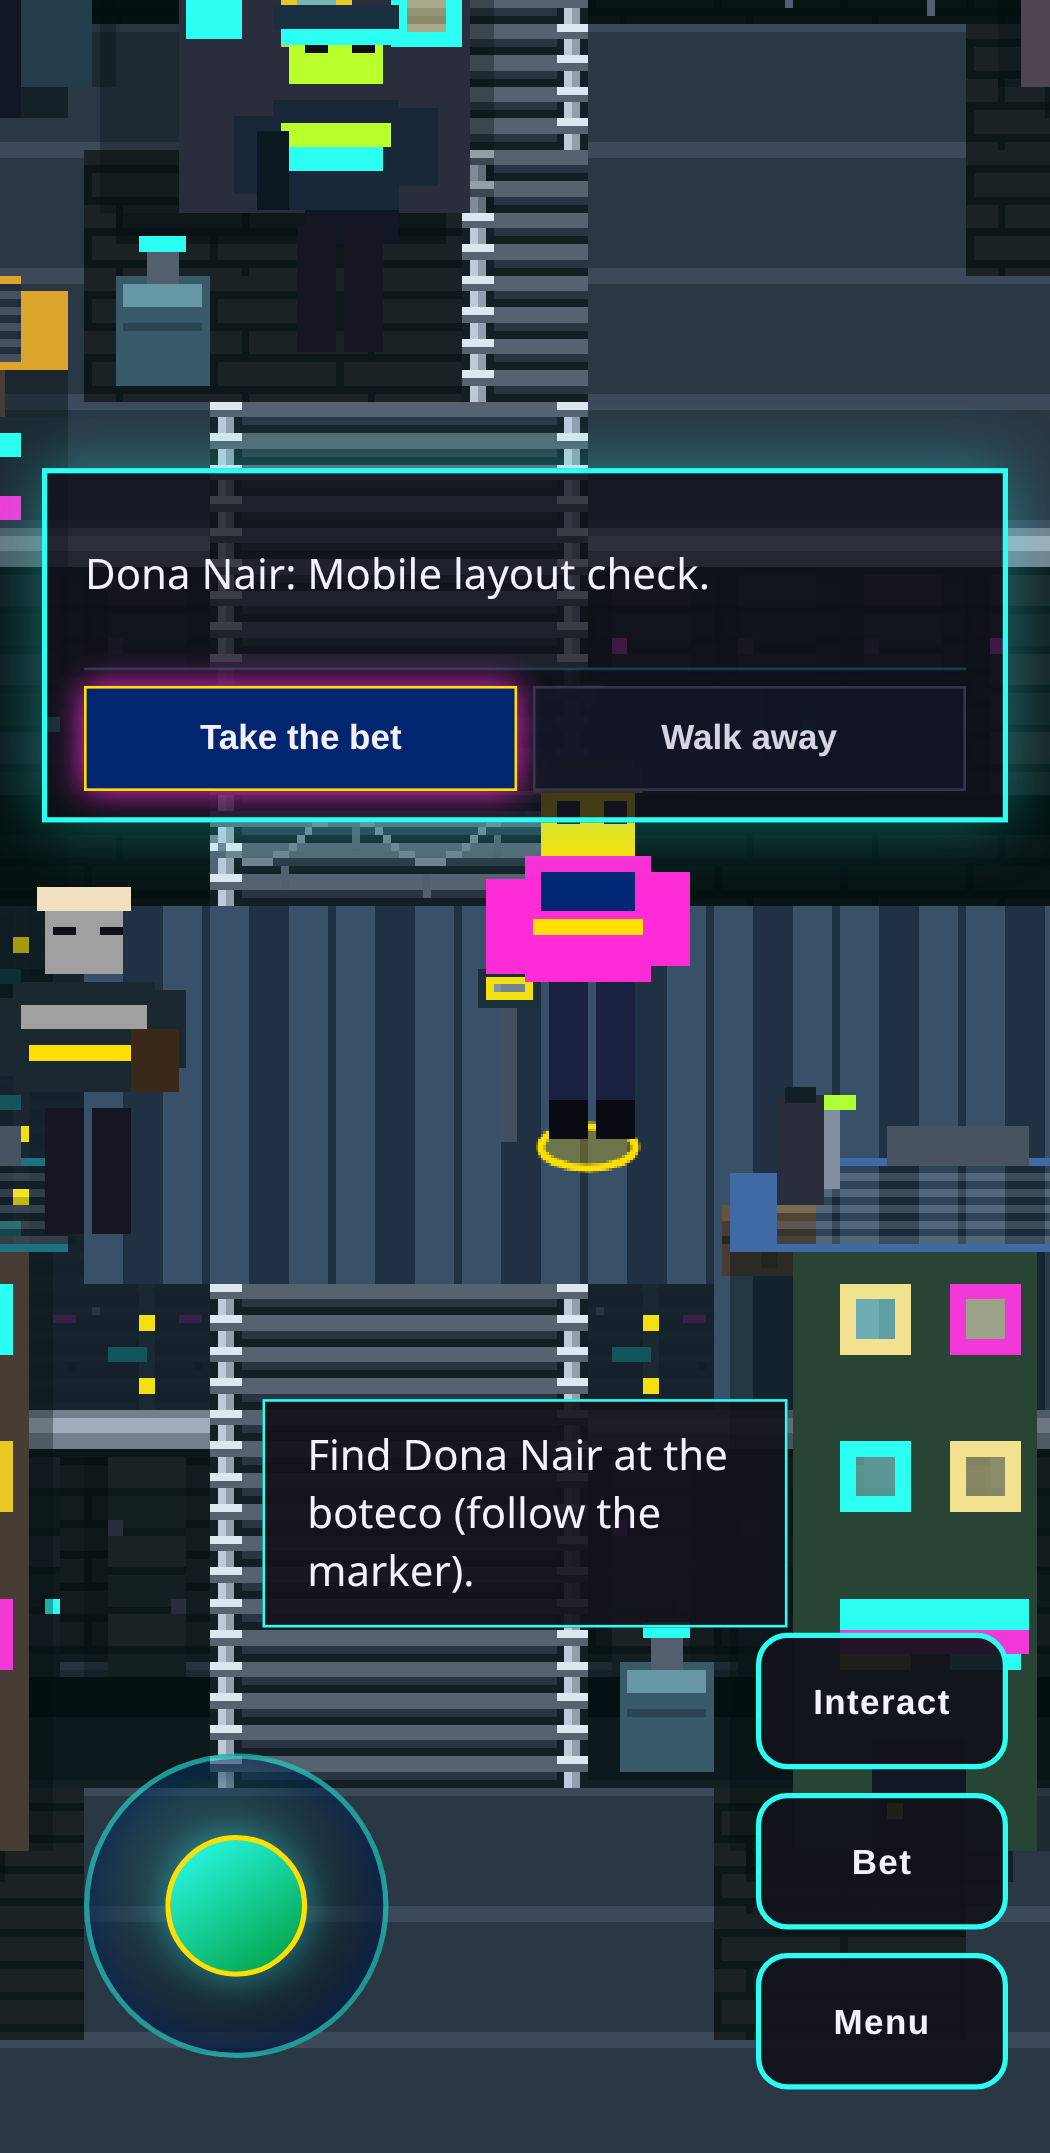 Dona Nair: Mobile layout check.
Take the bet
Walk away
Find Dona Nair at the
boteco (follow the
marker).
Interact
Bet
Menu